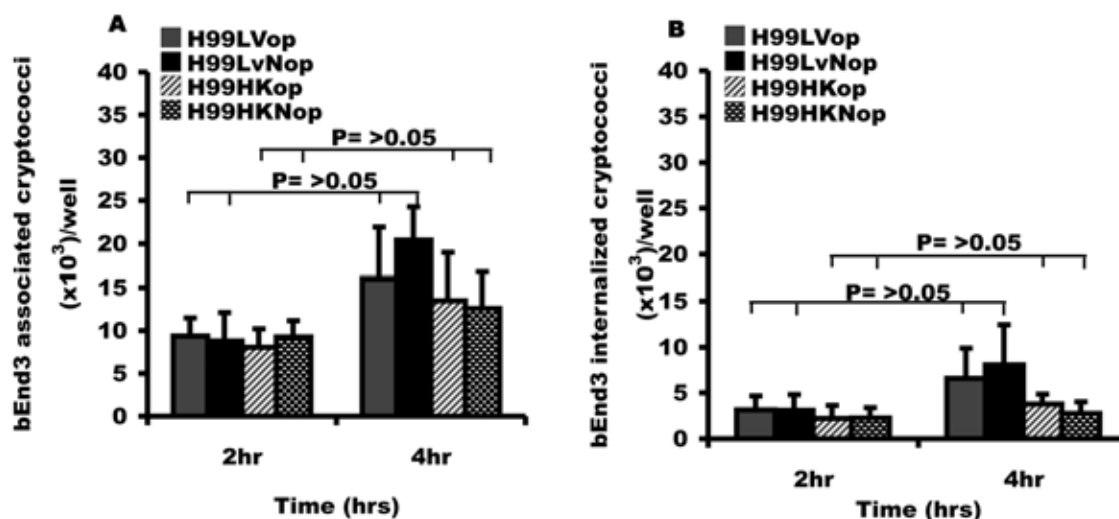 A
H99LVop
H99LvNop
H99HKop
H99HKNop
bEnd3 associated cryptococci
(x10³)/well
40
35
30
25
20
15
10
5
0
P= >0.05
P= >0.05
2hr
4hr
Time (hrs)
B
H99LVop
H99LvNop
H99HKop
H99HKNop
bEnd3 internalized cryptococci
(x10³)/well
40
35
30
25
20
15
10
5
0
P= >0.05
P= >0.05
2hr
4hr
Time (hrs)